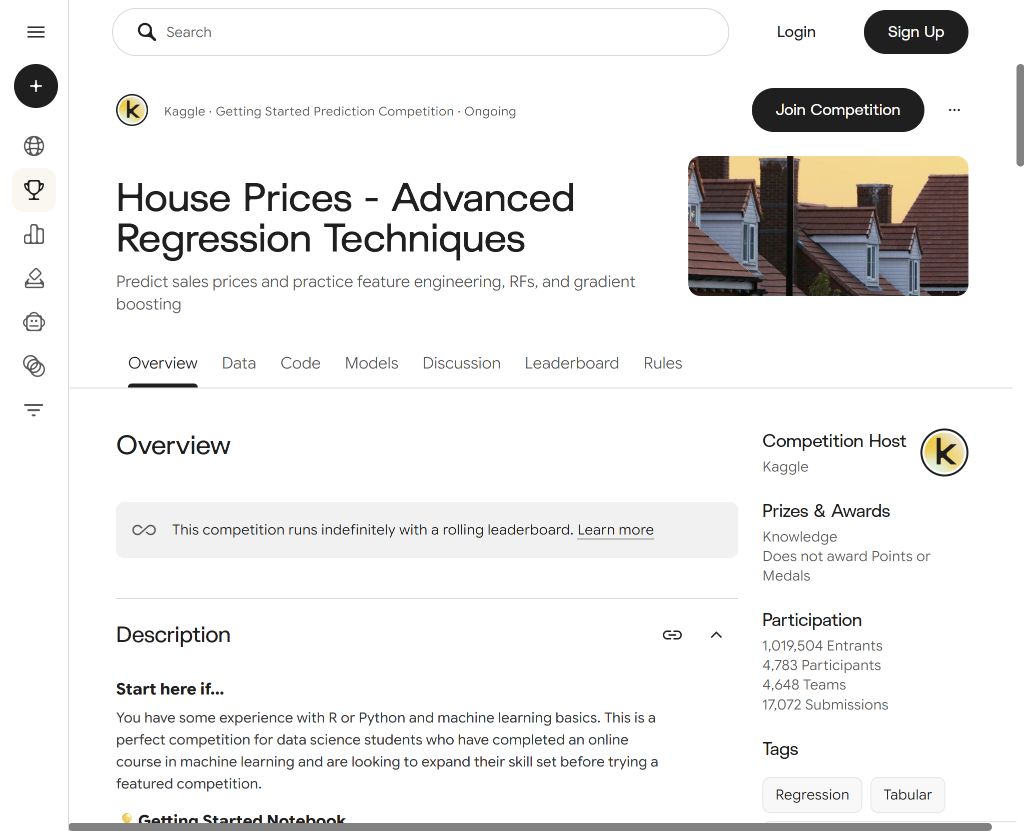 Search
Login
Sign Up
Kaggle · Getting Started Prediction Competition · Ongoing
Join Competition
House Prices - Advanced
Regression Techniques
Predict sales prices and practice feature engineering, RFs, and gradient
boosting
Overview
Data
Code
Models
Discussion
Leaderboard
Rules
Overview
This competition runs indefinitely with a rolling leaderboard. Learn more
Description
Start here if...
You have some experience with R or Python and machine learning basics. This is a
perfect competition for data science students who have completed an online
course in machine learning and are looking to expand their skill set before trying a
featured competition.
💡 Getting Started Notebook
Competition Host
Kaggle
Prizes & Awards
Knowledge
Does not award Points or
Medals
Participation
1,019,504 Entrants
4,783 Participants
4,648 Teams
17,072 Submissions
Tags
Regression
Tabular